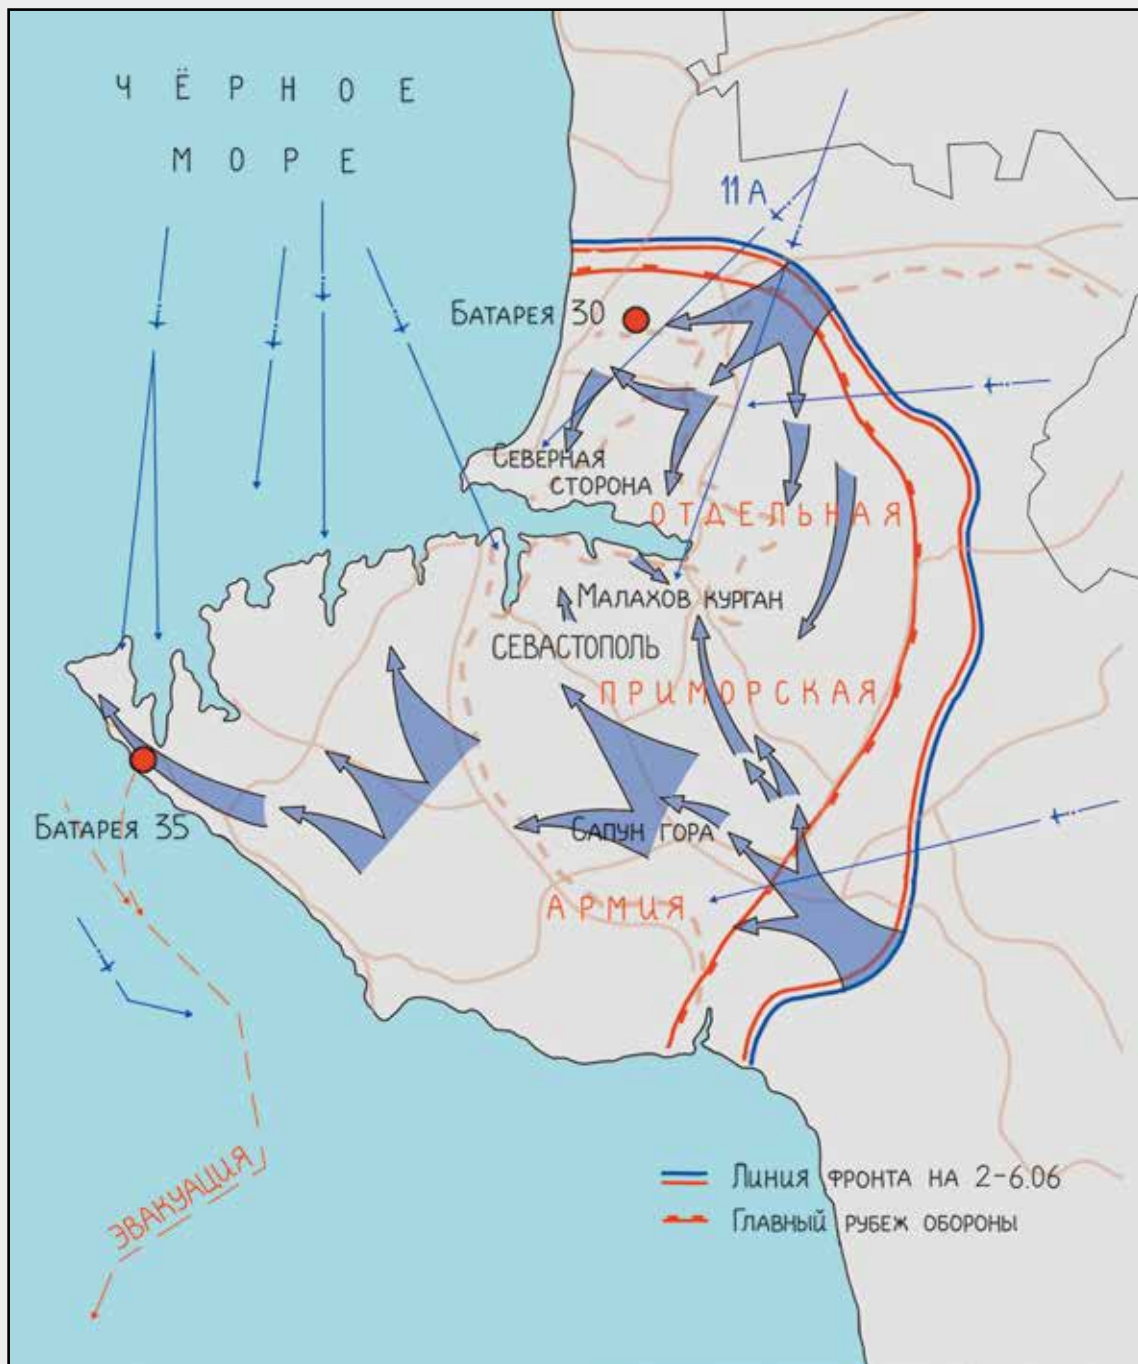 ЧЁРНОЕ
МОРЕ
11 А
БАТАРЕЯ 30
СЕВЕРНАЯ
СТОРОНА
ОТДЕЛЬНАЯ
МАЛАХОВ КУРГАН
СЕВАСТОПОЛЬ
ПРИМОРСКАЯ
БАТАРЕЯ 35
САПУН ГОРА
АРМИЯ
ЭВАКУАЦИЯ
ЛИНИЯ ФРОНТА НА 2-6.06
ГЛАВНЫЙ РУБЕЖ ОБОРОНЫ